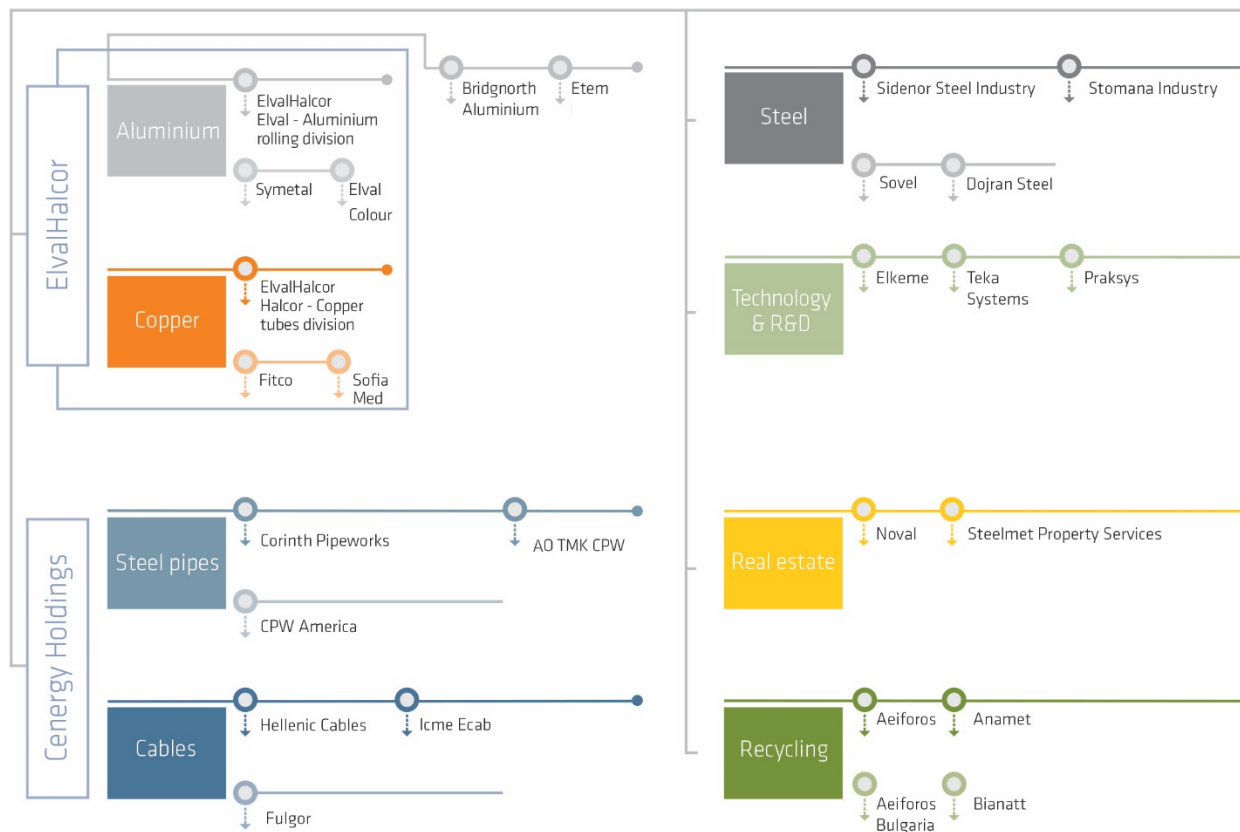 ElvalHalcor
Aluminium
ElvalHalcor
Elval - Aluminium
rolling division
Symetal
Elval
Colour
Bridgnorth
Aluminium
Etem
Copper
ElvalHalcor
Halcor - Copper
tubes division
Fitco
Sofia
Med
Cenergy Holdings
Steel pipes
Corinth Pipeworks
AO TMK CPW
CPW America
Cables
Hellenic Cables
Icme Ecab
Fulgor
Steel
Sidenor Steel Industry
Stomana Industry
Sovel
Dojran Steel
Technology
& R&D
Elkeme
Teka
Systems
Praksys
Real estate
Noval
Steelmet Property Services
Recycling
Aeiforos
Anamet
Aeiforos
Bulgaria
Bianatt